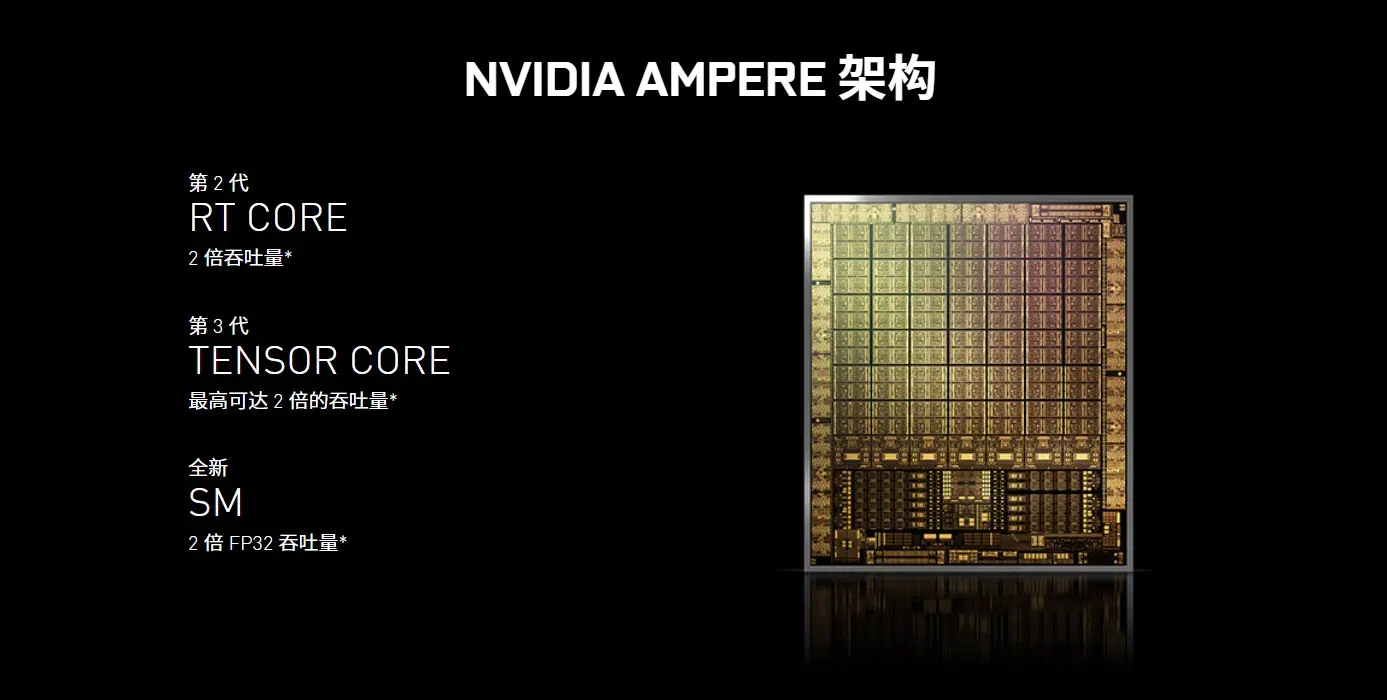 NVIDIA AMPERE 架构
第 2 代
RT CORE
2 倍吞吐量*
第 3 代
TENSOR CORE
最高可达 2 倍的吞吐量*
全新
SM
2 倍 FP32 吞吐量*